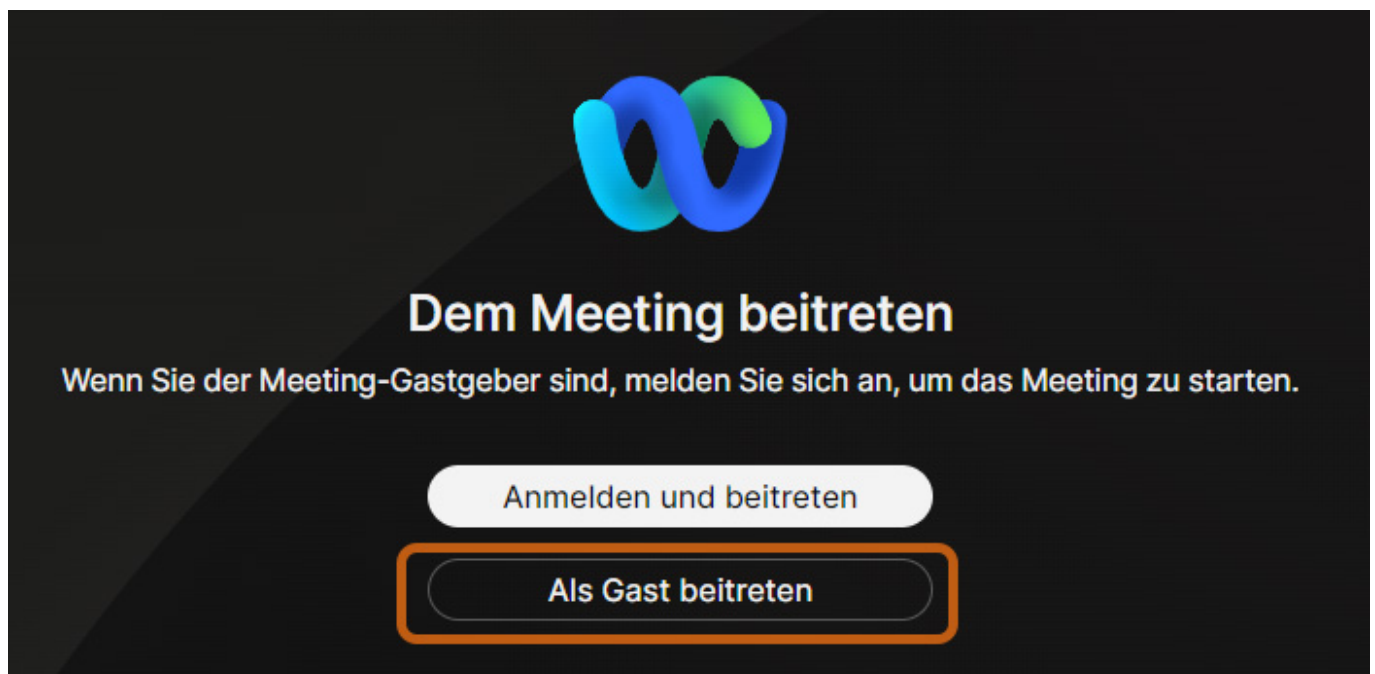 Dem Meeting beitreten
Wenn Sie der Meeting-Gastgeber sind, melden Sie sich an, um das Meeting zu starten.
Anmelden und beitreten
Als Gast beitreten